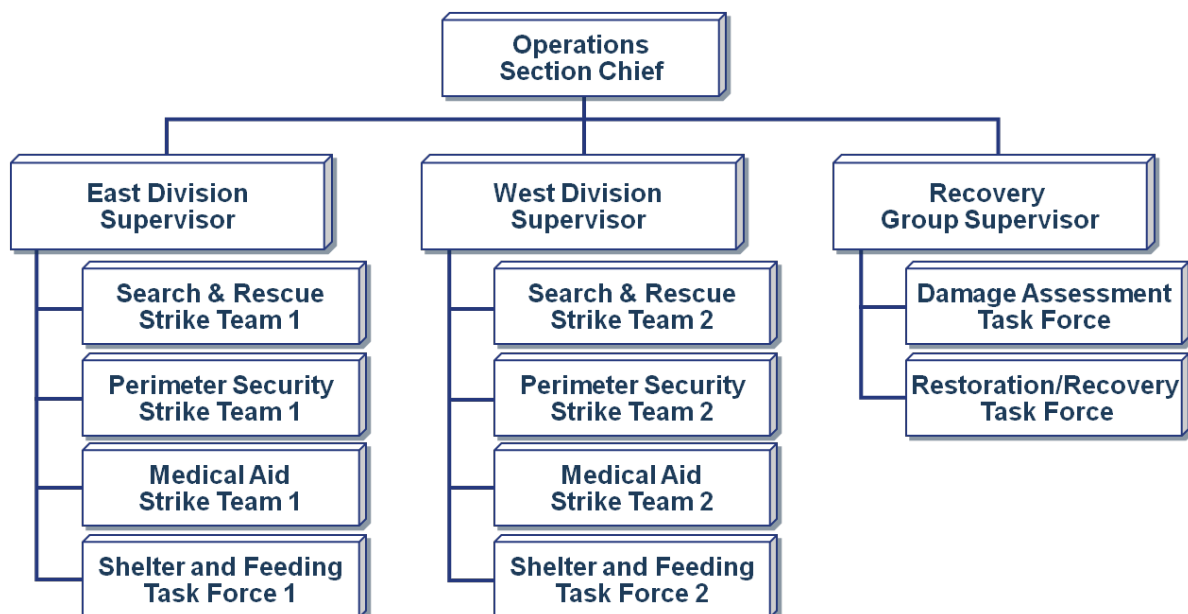 Operations
Section Chief
East Division
Supervisor
West Division
Supervisor
Recovery
Group Supervisor
Search & Rescue
Strike Team 1
Perimeter Security
Strike Team 1
Medical Aid
Strike Team 1
Shelter and Feeding
Task Force 1
Search & Rescue
Strike Team 2
Perimeter Security
Strike Team 2
Medical Aid
Strike Team 2
Shelter and Feeding
Task Force 2
Damage Assessment
Task Force
Restoration/Recovery
Task Force